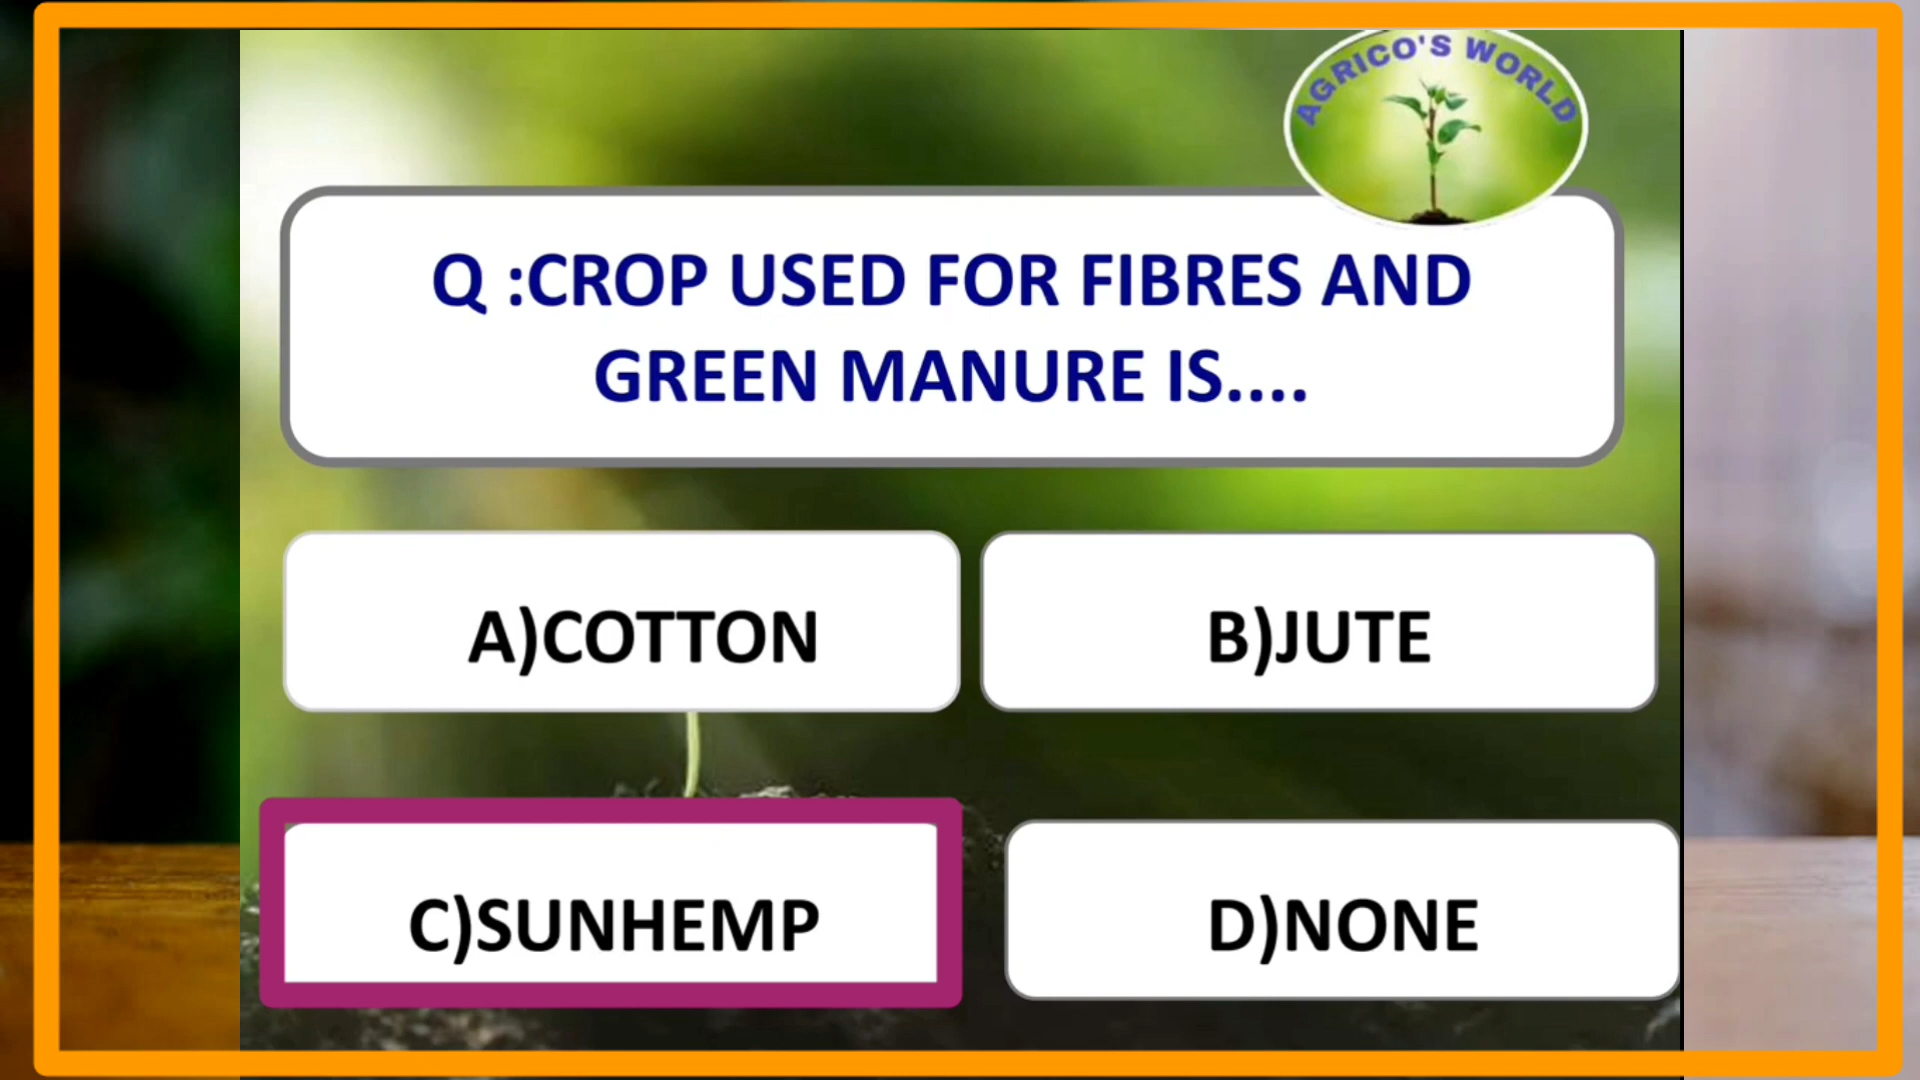 AGRICO'S WORLD
Q :CROP USED FOR FIBRES AND
GREEN MANURE IS....
A)COTTON
B)JUTE
C)SUNHEMP
D)NONE